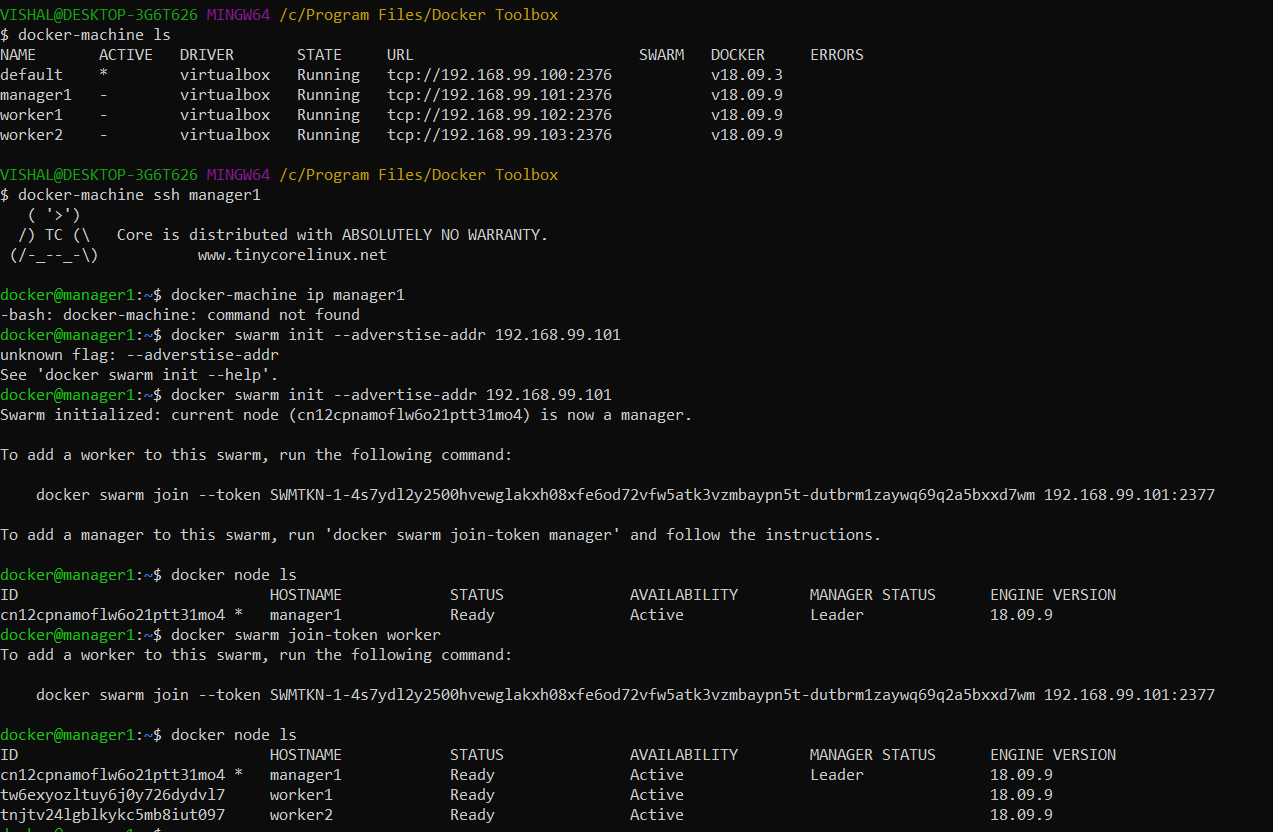 VISHAL@DESKTOP-3G6T626 MINGW64 /c/Program Files/Docker Toolbox
$ docker-machine ls
NAME ACTIVE DRIVER STATE URL SWARM DOCKER ERRORS
default * virtualbox Running tcp://192.168.99.100:2376 v18.09.3
manager1 - virtualbox Running tcp://192.168.99.101:2376 v18.09.9
worker1 - virtualbox Running tcp://192.168.99.102:2376 v18.09.9
worker2 - virtualbox Running tcp://192.168.99.103:2376 v18.09.9
VISHAL@DESKTOP-3G6T626 MINGW64 /c/Program Files/Docker Toolbox
$ docker-machine ssh manager1
( '>')
/) TC (\ Core is distributed with ABSOLUTELY NO WARRANTY.
(/-_--_-\) www.tinycorelinux.net
docker@manager1:~$ docker-machine ip manager1
-bash: docker-machine: command not found
docker@manager1:~$ docker swarm init --adverstise-addr 192.168.99.101
unknown flag: --adverstise-addr
See 'docker swarm init --help'.
docker@manager1:~$ docker swarm init --advertise-addr 192.168.99.101
Swarm initialized: current node (cn12cpnamoflw6o21ptt31mo4) is now a manager.
To add a worker to this swarm, run the following command:
docker swarm join --token SWMTKN-1-4s7ydl2y2500hvewglakxh08xfe6od72vfw5atk3vzmbaypn5t-dutbrm1zaywq69q2a5bxxd7wm 192.168.99.101:2377
To add a manager to this swarm, run 'docker swarm join-token manager' and follow the instructions.
docker@manager1:~$ docker node ls
ID HOSTNAME STATUS AVAILABILITY MANAGER STATUS ENGINE VERSION
cn12cpnamoflw6o21ptt31mo4 * manager1 Ready Active Leader 18.09.9
docker@manager1:~$ docker swarm join-token worker
To add a worker to this swarm, run the following command:
docker swarm join --token SWMTKN-1-4s7ydl2y2500hvewglakxh08xfe6od72vfw5atk3vzmbaypn5t-dutbrm1zaywq69q2a5bxxd7wm 192.168.99.101:2377
docker@manager1:~$ docker node ls
ID HOSTNAME STATUS AVAILABILITY MANAGER STATUS ENGINE VERSION
cn12cpnamoflw6o21ptt31mo4 * manager1 Ready Active Leader 18.09.9
tw6exyozltuy6j0y726dydvl7 worker1 Ready Active 18.09.9
tnjtv24lgblkykc5mb8iut097 worker2 Ready Active 18.09.9